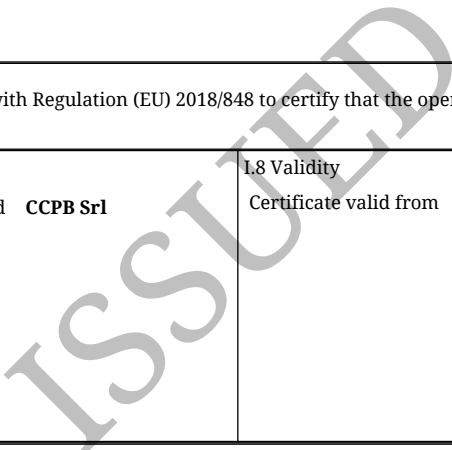 with Regulation (EU) 2018/848 to certify that the oper
I.8 Validity
Certificate valid from
CCPB Srl
ISSUED